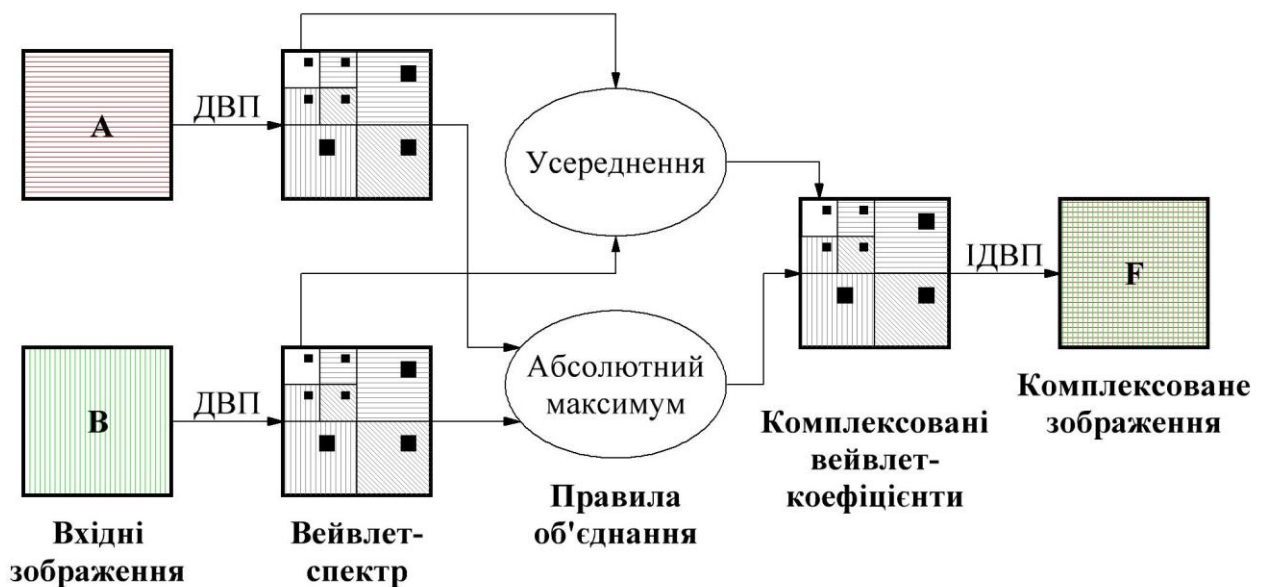 А
ДВП
Усереднення
ІДВП
F
В
ДВП
Абсолютний
максимум
Вхідні
зображення
Вейвлет-
спектр
Правила
об'єднання
Комплексовані
вейвлет-
коефіцієнти
Комплексоване
зображення